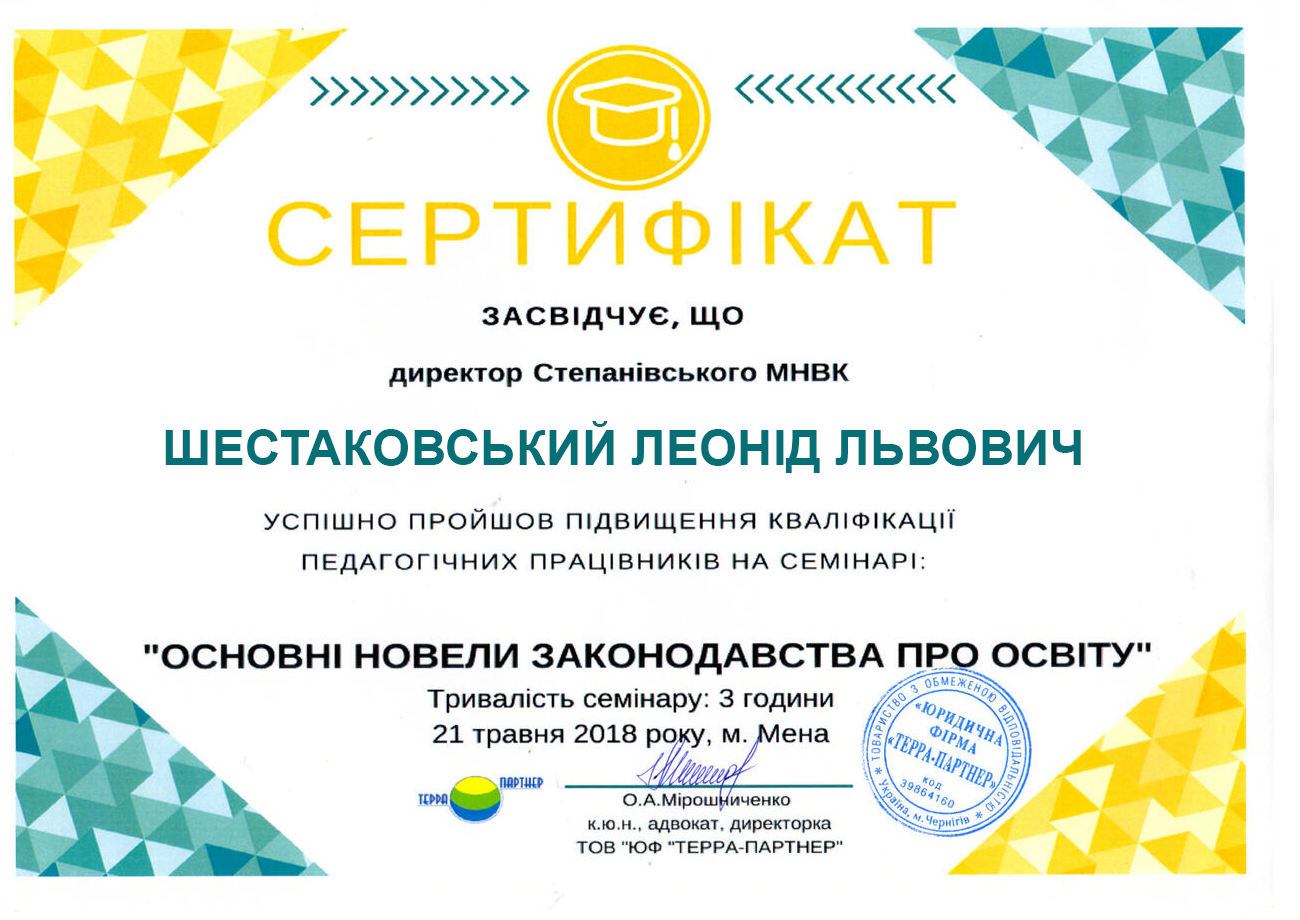 СЕРТИФІКАТ
ЗАСВІДЧУЄ, ЩО
директор Степанівського МНВК
ШЕСТАКОВСЬКИЙ ЛЕОНІД ЛЬВОВИЧ
УСПІШНО ПРОЙШОВ ПІДВИЩЕННЯ КВАЛІФІКАЦІЇ
ПЕДАГОГІЧНИХ ПРАЦІВНИКІВ НА СЕМІНАРІ:
"ОСНОВНІ НОВЕЛИ ЗАКОНОДАВСТВА ПРО ОСВІТУ"
Тривалість семінару: 3 години
21 травня 2018 року, м. Мена
ТЕРРА ПАРТНЕР
О.А.Мірошниченко
к.ю.н., адвокат, директорка
ТОВ "ЮФ "ТЕРРА-ПАРТНЕР"
* ТОВАРИСТВО З ОБМЕЖЕНОЮ ВІДПОВІДАЛЬНІСТЮ *
Україна, м. Чернігів
«ЮРИДИЧНА
ФІРМА
«ТЕРРА-ПАРТНЕР»
код
39864160